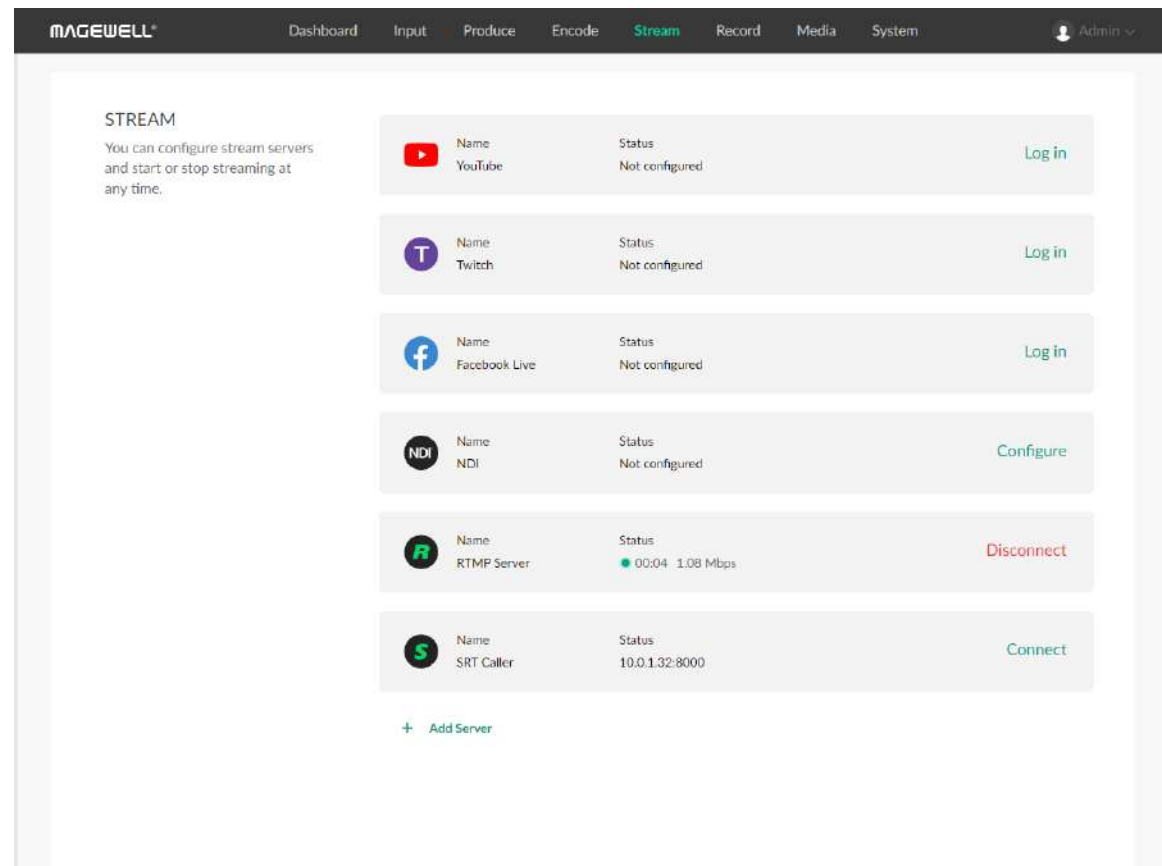 MAGEWELL®
Dashboard Input Produce Encode Stream Record Media System Admin
STREAM
You can configure stream servers
and start or stop streaming at
any time.
Name Status
YouTube Not configured
Log in
T
Name Status
Twitch Not configured
Log in
f
Name Status
Facebook Live Not configured
Log in
NDI
Name Status
NDI Not configured
Configure
R
Name Status
RTMP Server 00:04 1.08 Mbps
Disconnect
S
Name Status
SRT Caller 10.0.1.32:8000
Connect
+ Add Server